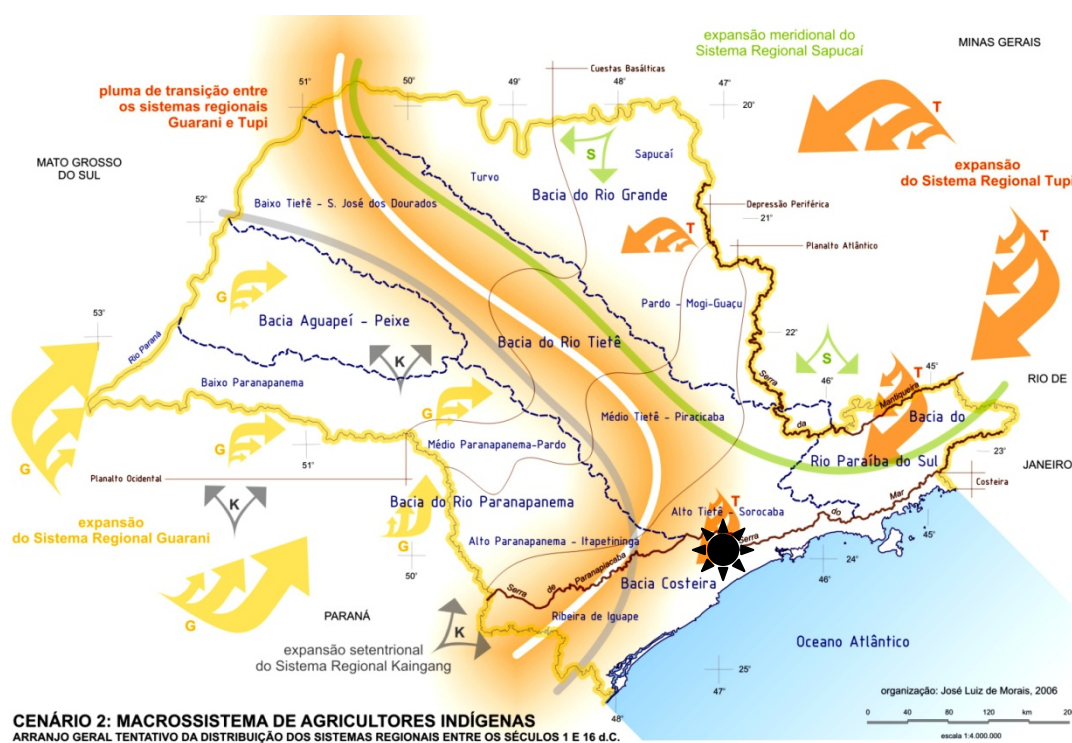 expansão meridional do
Sistema Regional Sapucaí
MINAS GERAIS
Cuestas Basálticas
51°
50°
49°
48°
47°
20°
pluma de transição entre
os sistemas regionais
Guarani e Tupi
T
S
Sapucaí
MATO GROSSO
DO SUL
Turvo
expansão
do Sistema Regional Tupi
Bacia do Rio Grande
Baixo Tietê - S. José dos Dourados
Depressão Periférica
52°
21°
T
T
Planalto Atlântico
G
Pardo - Mogi-Guaçu
53°
Rio Paraná
Bacia Aguapeí - Peixe
Bacia do Rio Tietê
22°
K
S
Serra
da
Mantiqueira
46°
45°
T
RIO DE
JANEIRO
Baixo Paranapanema
G
Médio Tietê - Piracicaba
Bacia do
Rio Paraíba do Sul
G
Médio Paranapanema-Pardo
23°
G
51°
Planalto Ocidental
Costeira
K
Bacia do Rio Paranapanema
Serra
do
Mar
T
Alto Tietê - Sorocaba
expansão
do Sistema Regional Guarani
G
Alto Paranapanema - Itapetininga
50°
45°
24°
46°
Serra
de
Paranapiacaba
Bacia Costeira
G
PARANÁ
K
Ribeira de Iguape
Oceano Atlântico
expansão setentrional
do Sistema Regional Kaingang
25°
47°
48°
organização: José Luiz de Morais, 2006
0 40 80 120 km 20
escala 1:4.000.000
CENÁRIO 2: MACROSSISTEMA DE AGRICULTORES INDÍGENAS
ARRANJO GERAL TENTATIVO DA DISTRIBUIÇÃO DOS SISTEMAS REGIONAIS ENTRE OS SÉCULOS 1 E 16 d.C.